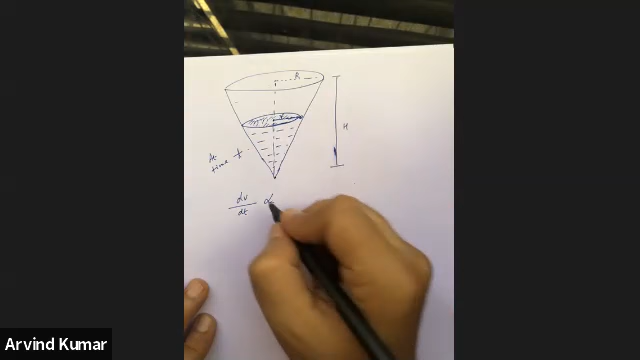 R
r
H
At
time t
dv/dt ∝
Arvind Kumar